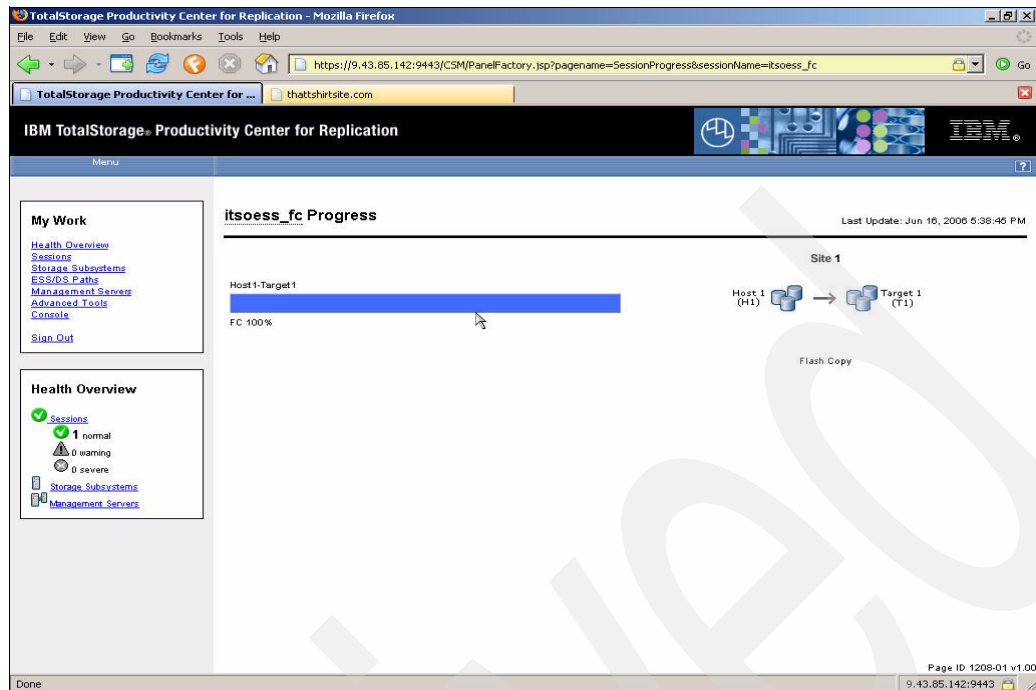 TotalStorage Productivity Center for Replication - Mozilla Firefox
File Edit View Go Bookmarks Tools Help
https://9.43.85.142:9443/CSM/PanelFactory.jsp?pagename=SessionProgress&sessionName=itsoess_fc
Go
TotalStorage Productivity Center for ...
thattshirtsite.com
IBM TotalStorage® Productivity Center for Replication
IBM®
Menu
?
My Work
Health Overview
Sessions
Storage Subsystems
ESS/DS Paths
Management Servers
Advanced Tools
Console
Sign Out
Health Overview
Sessions
1 normal
0 warning
0 severe
Storage Subsystems
Management Servers
itsoess_fc Progress
Last Update: Jun 16, 2006 5:38:45 PM
Host1-Target1
FC 100%
Site 1
Host 1
(H1)
Target 1
(T1)
Flash Copy
Page ID 1208-01 v1.00
Done
9.43.85.142:9443